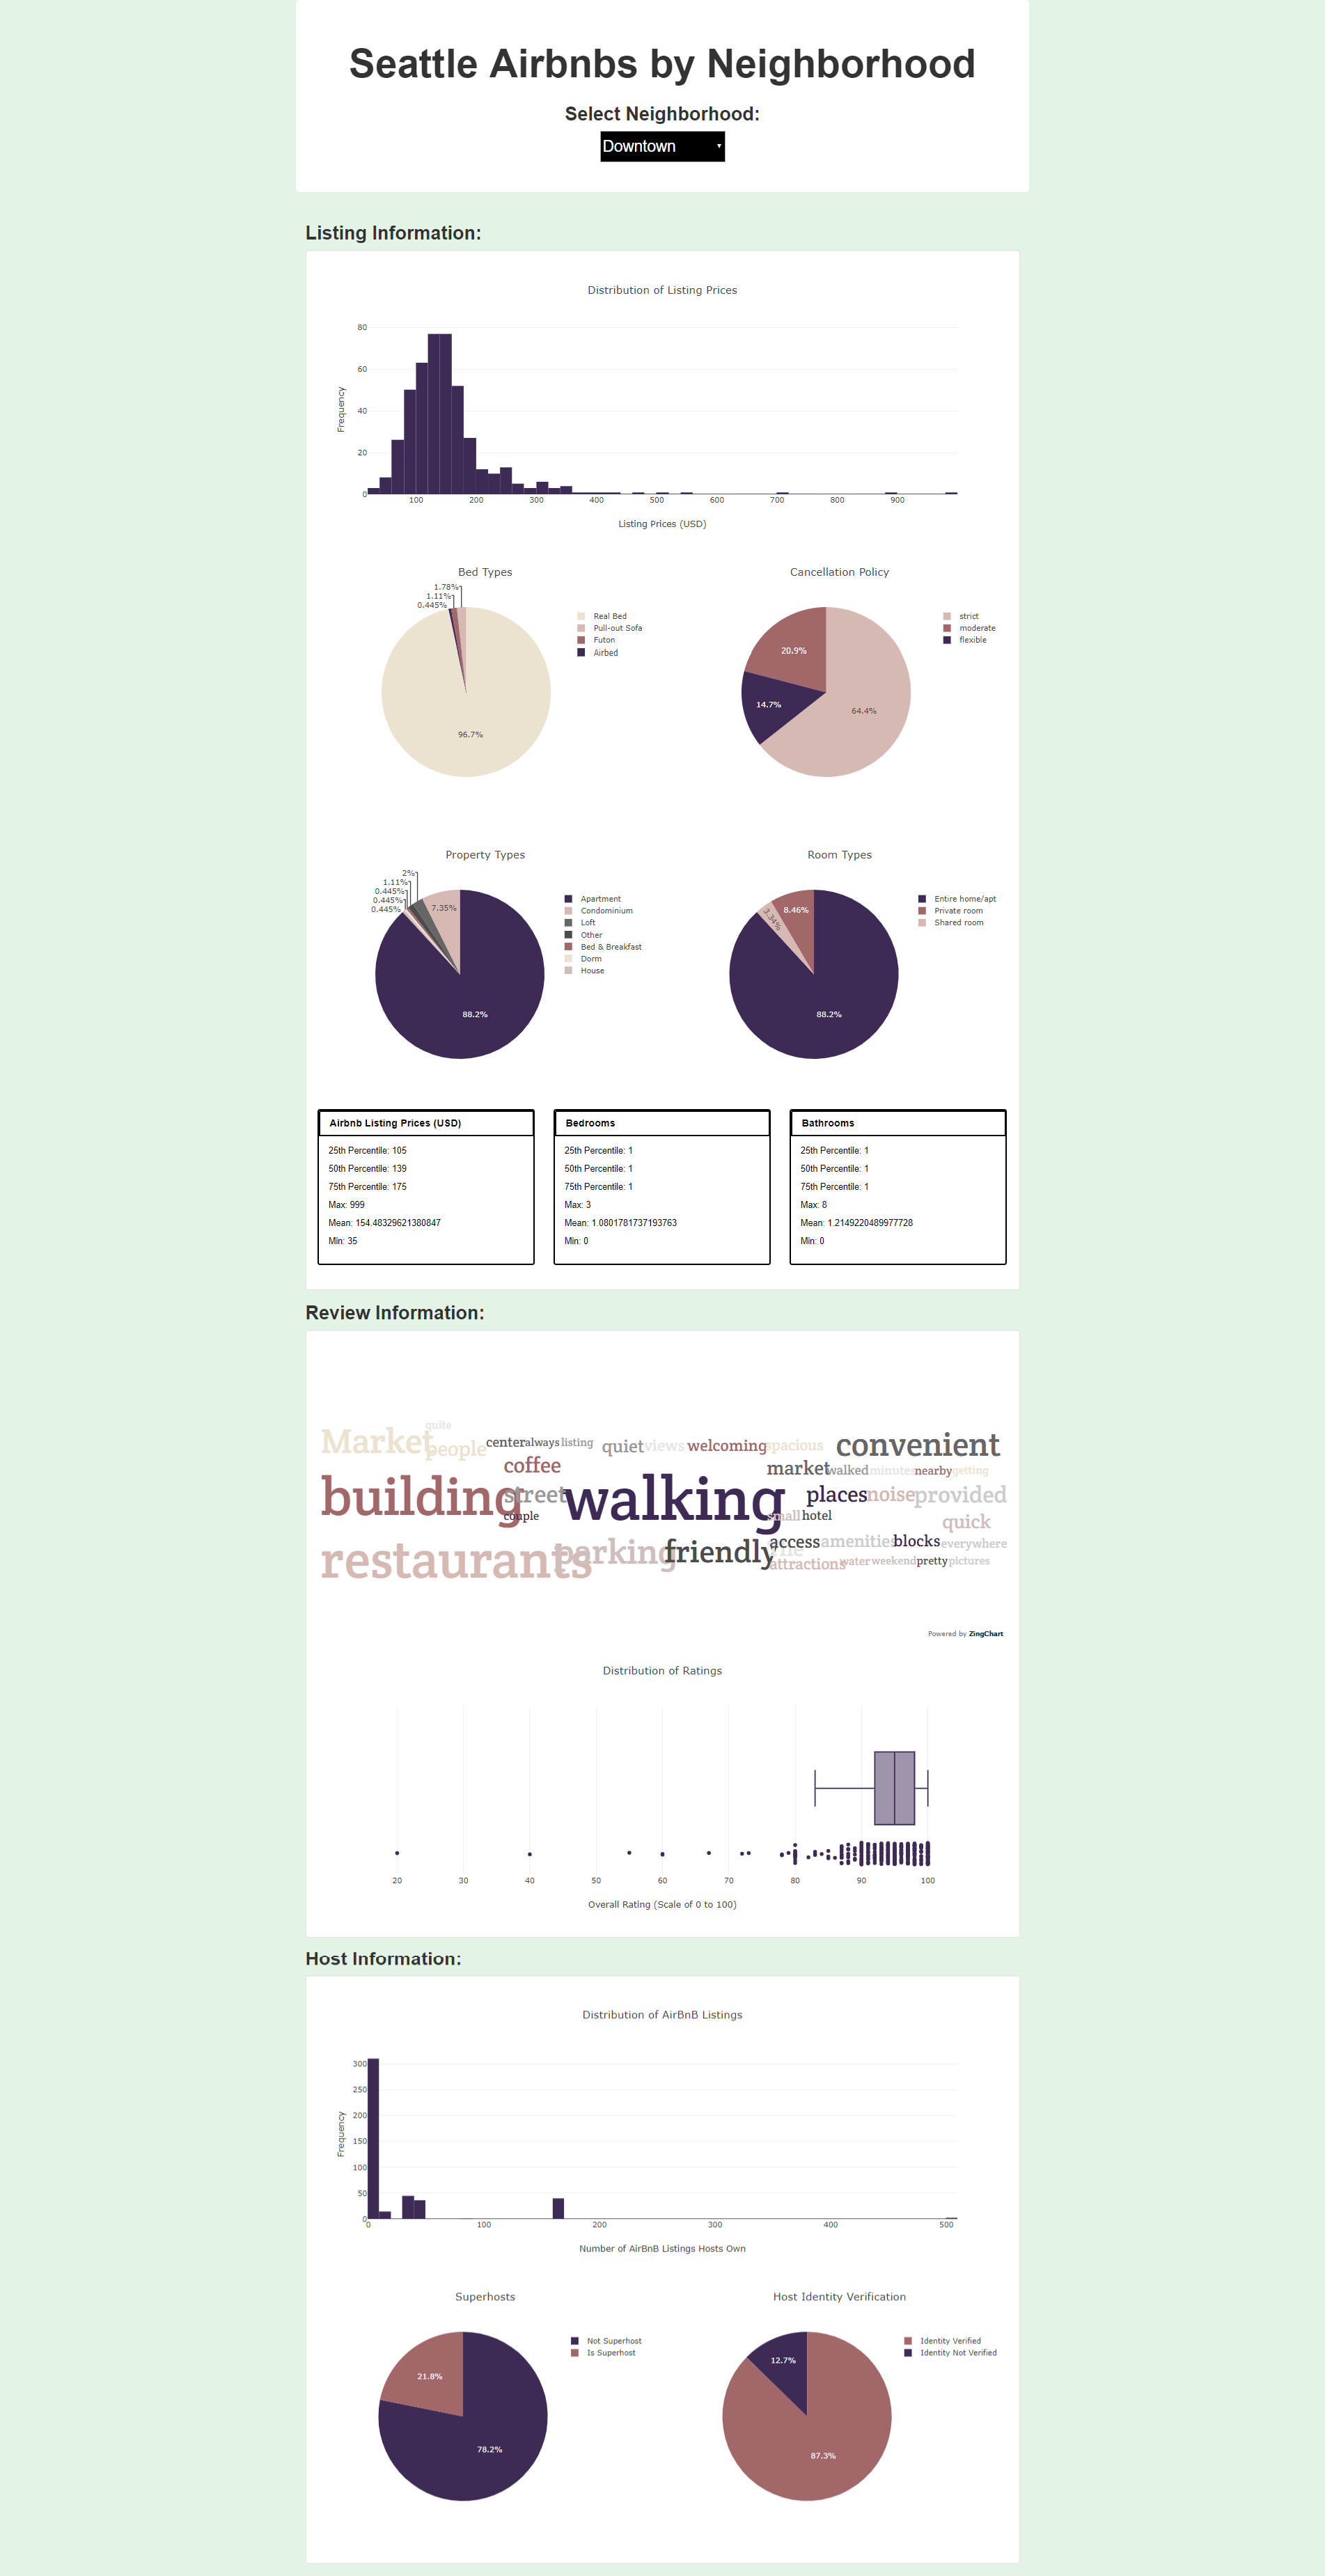 Seattle Airbnbs by Neighborhood
Select Neighborhood:
Downtown
Listing Information:
Distribution of Listing Prices
80
60
40
20
0
Frequency
100 200 300 400 500 600 700 800 900
Listing Prices (USD)
Bed Types
1.78%
1.11%
0.445%
96.7%
Real Bed
Pull-out Sofa
Futon
Airbed
Cancellation Policy
20.9%
14.7%
64.4%
strict
moderate
flexible
Property Types
2%
1.11%
0.445%
0.445%
0.445%
7.35%
88.2%
Apartment
Condominium
Loft
Other
Bed & Breakfast
Dorm
House
Room Types
3.34%
8.46%
88.2%
Entire home/apt
Private room
Shared room
Airbnb Listing Prices (USD)
25th Percentile: 105
50th Percentile: 139
75th Percentile: 175
Max: 999
Mean: 154.48329621380847
Min: 35
Bedrooms
25th Percentile: 1
50th Percentile: 1
75th Percentile: 1
Max: 3
Mean: 1.0801781737193763
Min: 0
Bathrooms
25th Percentile: 1
50th Percentile: 1
75th Percentile: 1
Max: 8
Mean: 1.2149220489977728
Min: 0
Review Information:
quite
Market people center always listing quiet views welcoming spacious convenient
coffee market walked minutes nearby getting
building street walking places noise provided
couple small hotel quick
restaurants parking friendly The access amenities blocks everywhere
attractions water weekend pretty pictures
Powered by ZingChart
Distribution of Ratings
20 30 40 50 60 70 80 90 100
Overall Rating (Scale of 0 to 100)
Host Information:
Distribution of AirBnB Listings
300
250
200
150
100
50
0
Frequency
0 100 200 300 400 500
Number of AirBnB Listings Hosts Own
Superhosts
21.8%
78.2%
Not Superhost
Is Superhost
Host Identity Verification
12.7%
87.3%
Identity Verified
Identity Not Verified